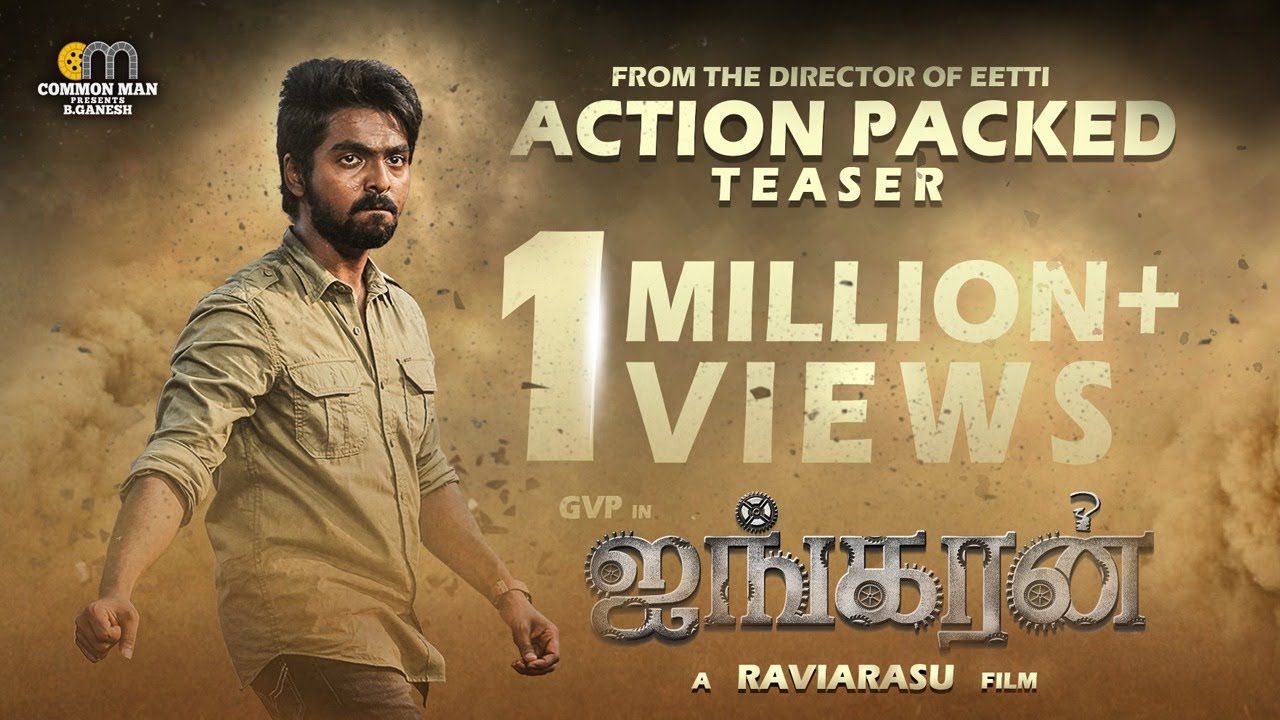 COMMON MAN
PRESENTS
B.GANESH
FROM THE DIRECTOR OF EETTI
ACTION PACKED
TEASER
1 MILLION+
VIEWS
GVP IN
ஐங்கரன்
A RAVIARASU FILM